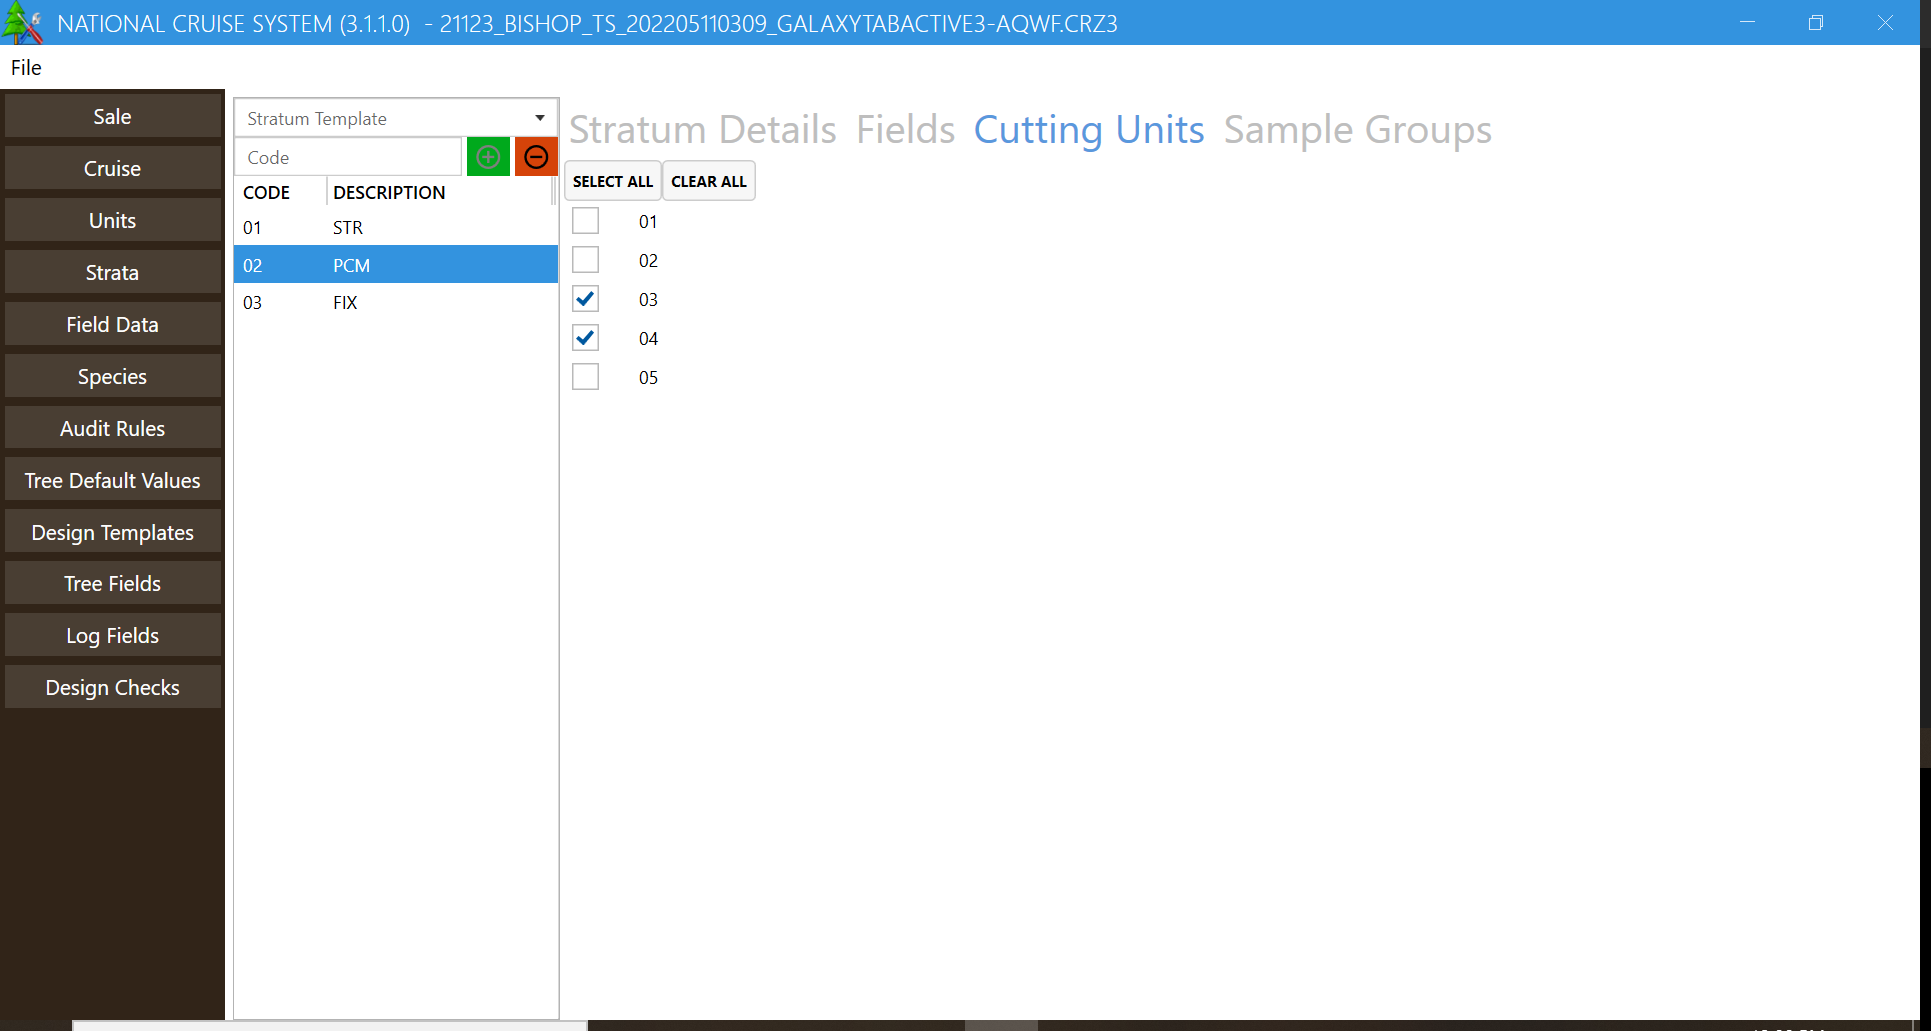 NATIONAL CRUISE SYSTEM (3.1.1.0) - 21123_BISHOP_TS_202205110309_GALAXYTABACTIVE3-AQWF.CRZ3
File
Sale
Cruise
Units
Strata
Field Data
Species
Audit Rules
Tree Default Values
Design Templates
Tree Fields
Log Fields
Design Checks
Stratum Template
Code
CODE DESCRIPTION
01 STR
02 PCM
03 FIX
Stratum Details Fields Cutting Units Sample Groups
SELECT ALL CLEAR ALL
01
02
03
04
05